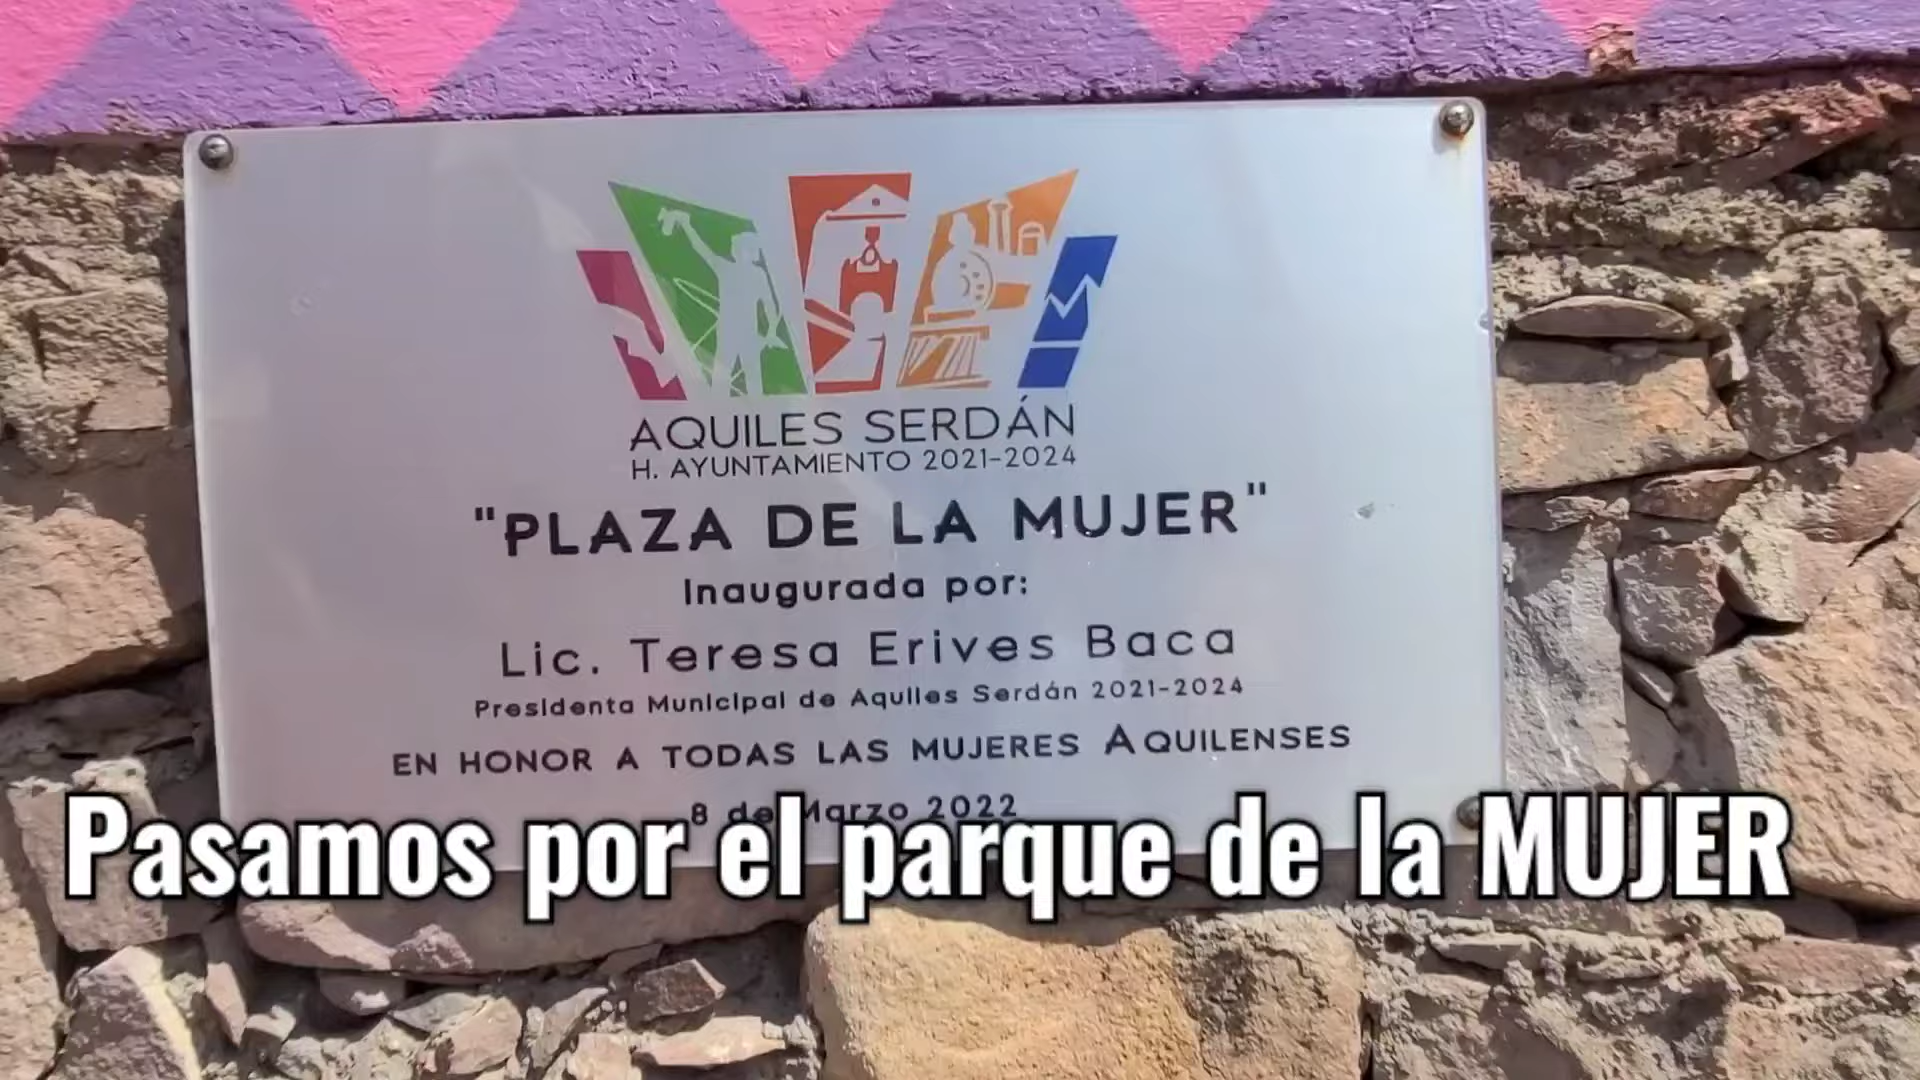 AQUILES SERDÁN
H. AYUNTAMIENTO 2021-2024
"PLAZA DE LA MUJER"
Inaugurada por:
Lic. Teresa Erives Baca
Presidenta Municipal de Aquiles Serdán 2021-2024
EN HONOR A TODAS LAS MUJERES AQUILENSES
8 de Marzo 2022
Pasamos por el parque de la MUJER